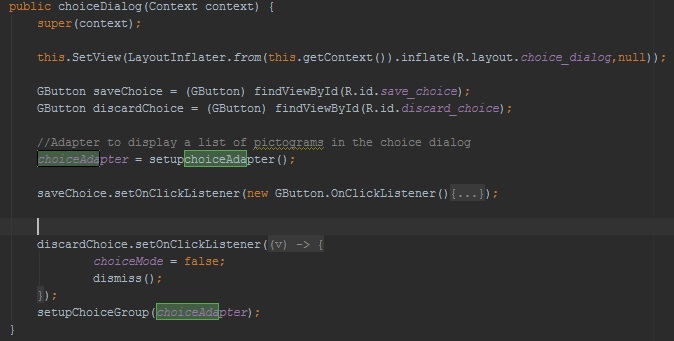 public choiceDialog(Context context) {
super(context);
this.SetView(LayoutInflater.from(this.getContext()).inflate(R.layout.choice_dialog,null));
GButton saveChoice = (GButton) findViewById(R.id.save_choice);
GButton discardChoice = (GButton) findViewById(R.id.discard_choice);
//Adapter to display a list of pictograms in the choice dialog
choiceAdapter = setupchoiceAdapter();
saveChoice.setOnClickListener(new GButton.OnClickListener(){...});
discardChoice.setOnClickListener((v) -> {
choiceMode = false;
dismiss();
});
setupChoiceGroup(choiceAdapter);
}